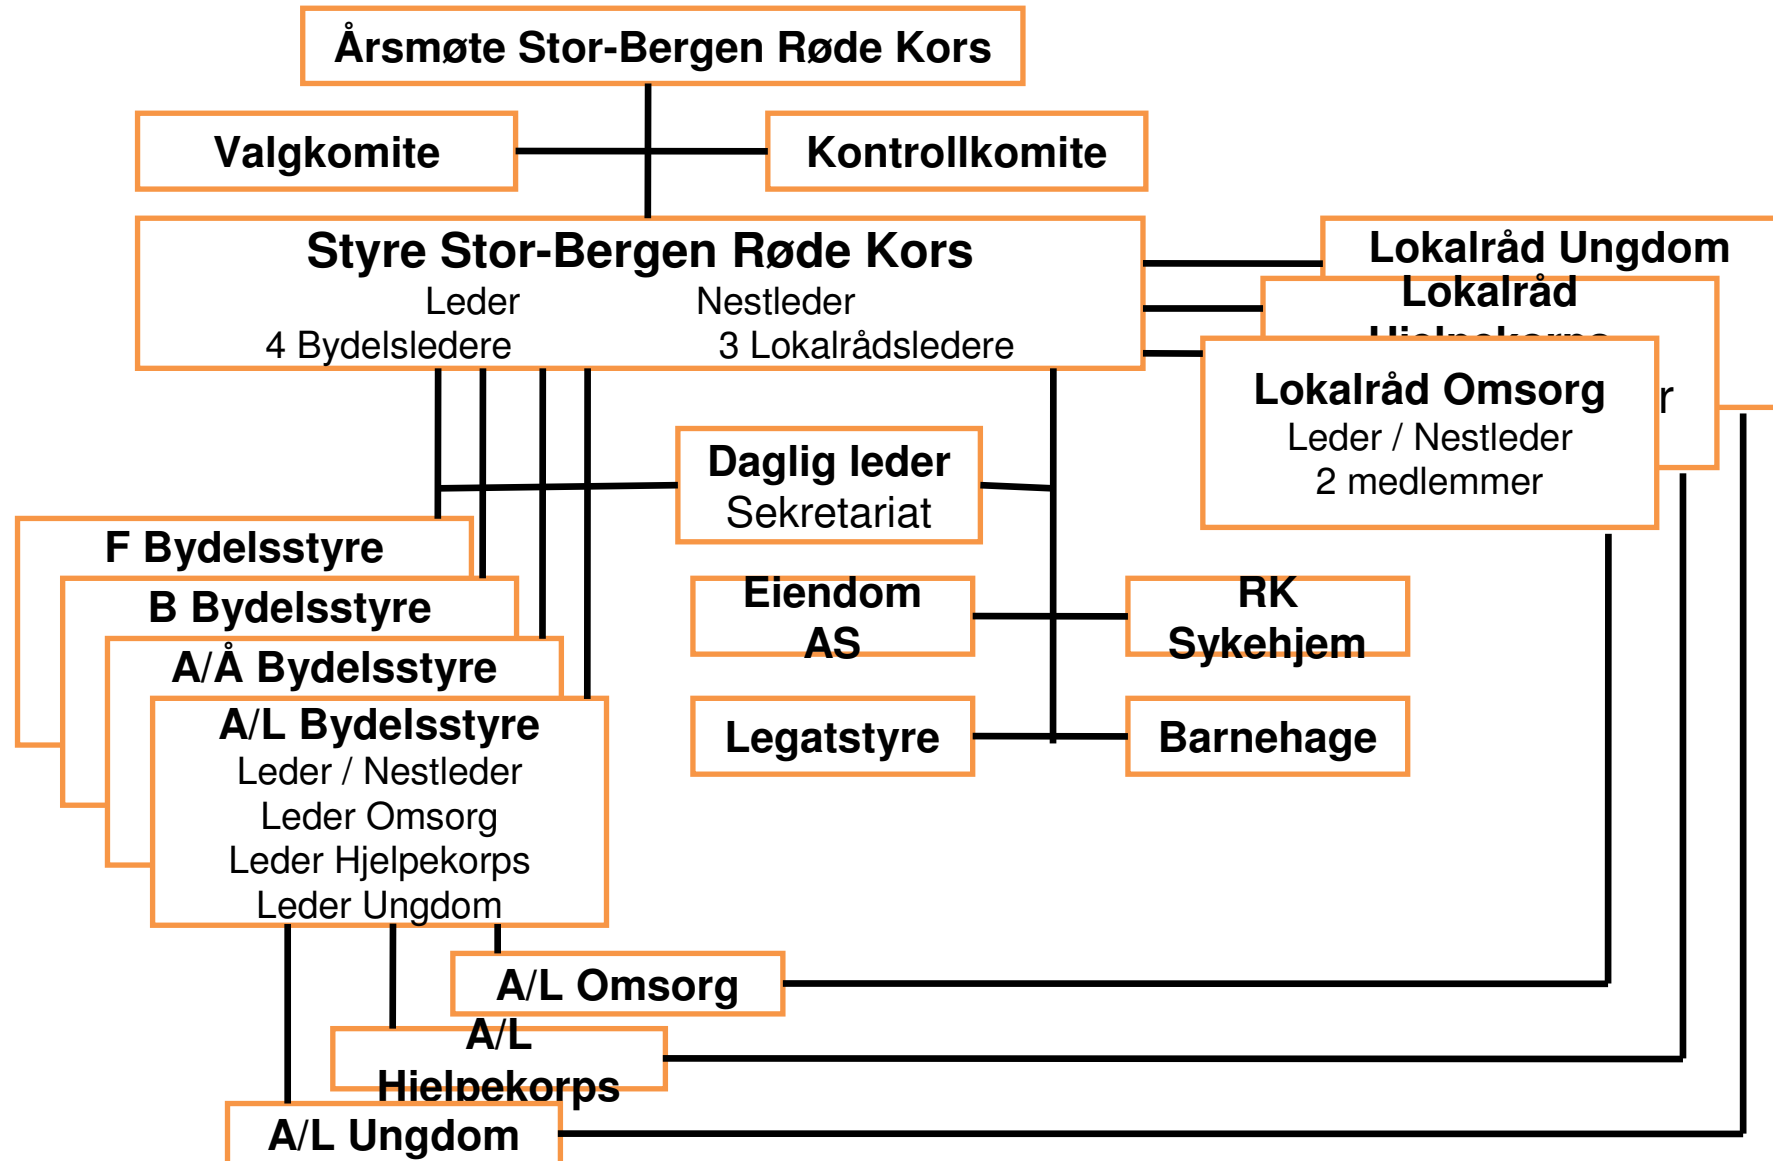 Årsmøte Stor-Bergen Røde Kors
Valgkomite
Kontrollkomite
Styre Stor-Bergen Røde Kors
Leder Nestleder
4 Bydelsledere 3 Lokalrådsledere
Lokalråd Ungdom
Lokalråd
Hjelpekorps
r
Lokalråd Omsorg
Leder / Nestleder
2 medlemmer
Daglig leder
Sekretariat
F Bydelsstyre
B Bydelsstyre
A/Å Bydelsstyre
A/L Bydelsstyre
Leder / Nestleder
Leder Omsorg
Leder Hjelpekorps
Leder Ungdom
Eiendom
AS
RK
Sykehjem
Legatstyre
Barnehage
A/L Omsorg
A/L
Hjelpekorps
A/L Ungdom